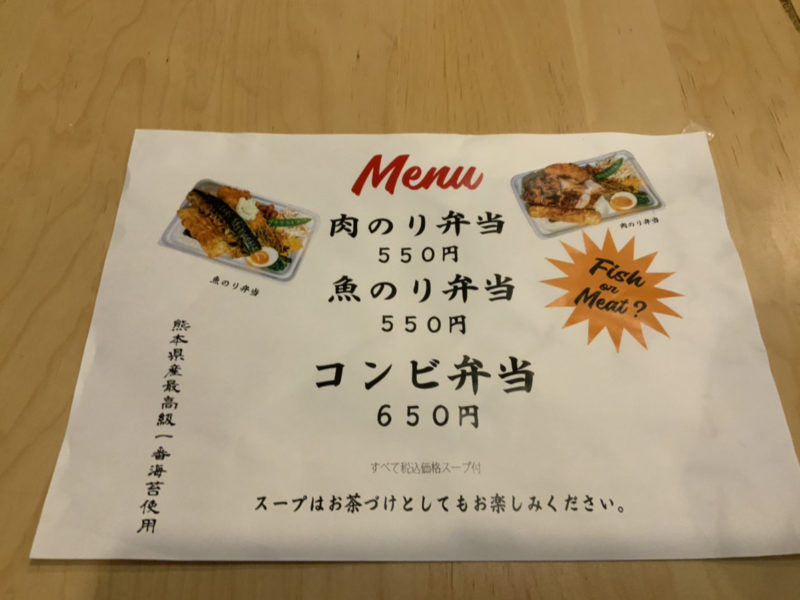 Menu
肉のり弁当
５５０円
魚のり弁当
５５０円
コンビ弁当
６５０円
すべて税込価格スープ付
スープはお茶づけとしてもお楽しみください。
魚のり弁当
肉のり弁当
Fish
or
Meat?
熊本県産最高級一番海苔使用